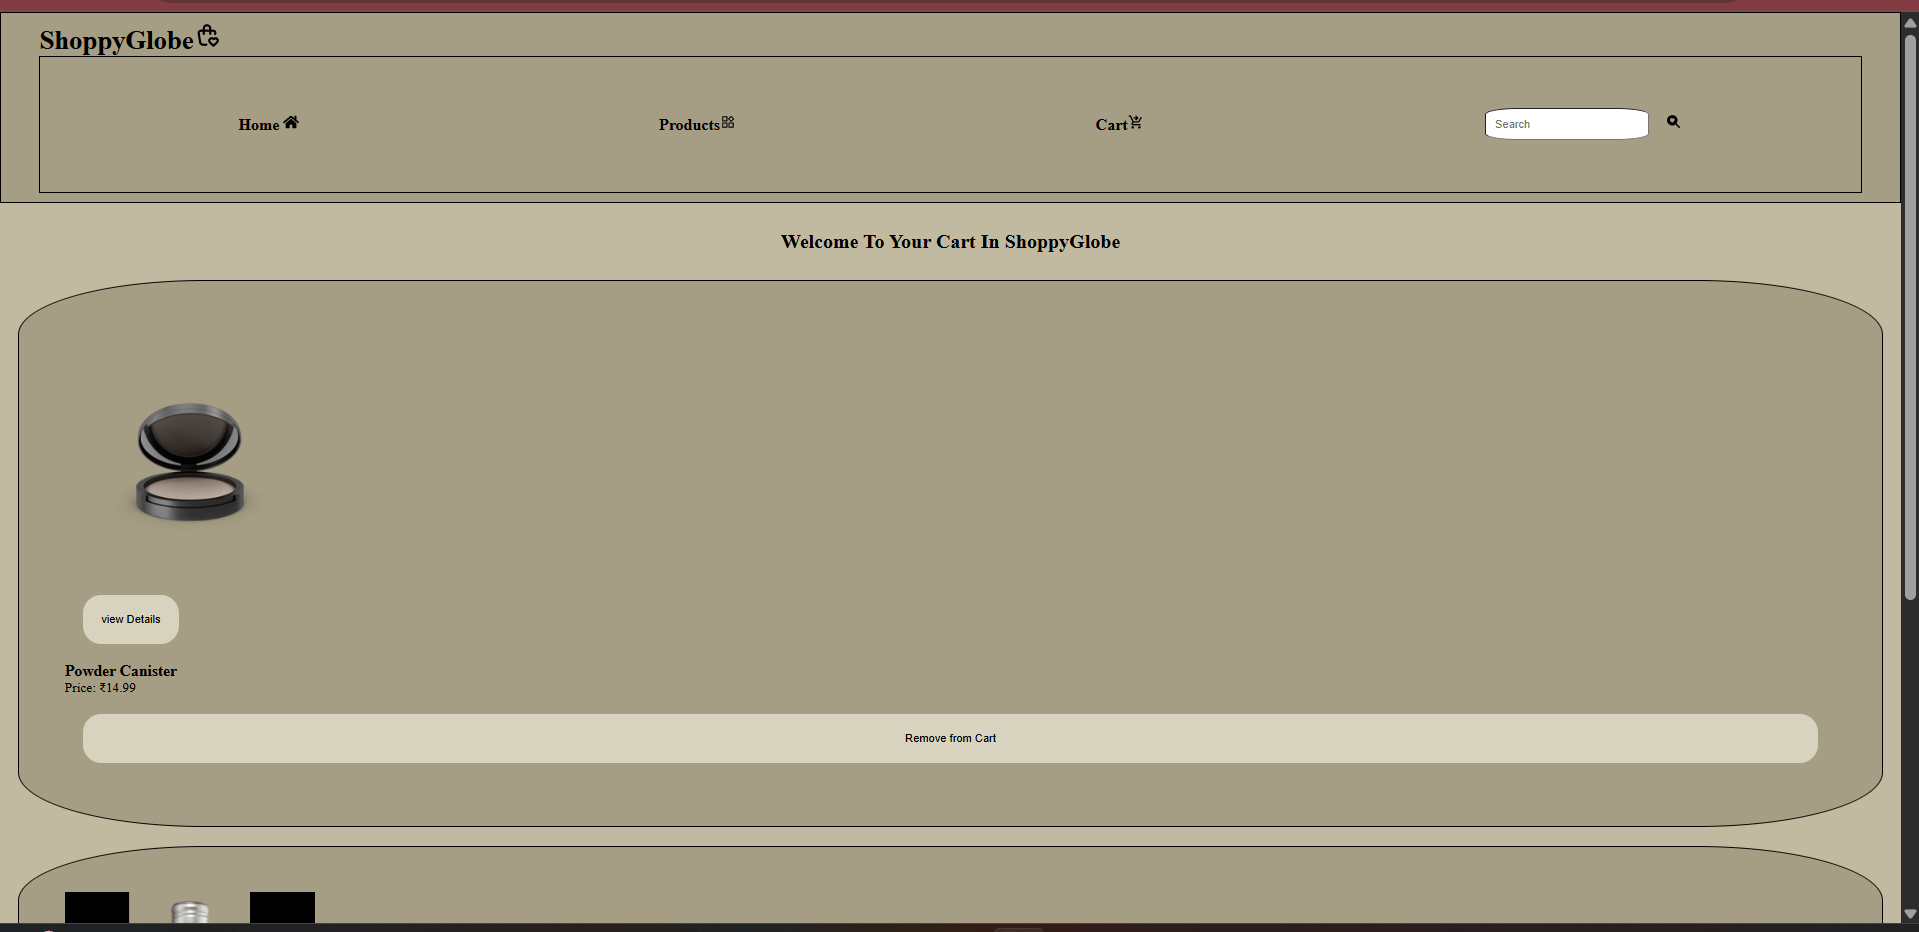 ShoppyGlobe
Home
Products
Cart
Search
Welcome To Your Cart In ShoppyGlobe
view Details
Powder Canister
Price: ₹14.99
Remove from Cart